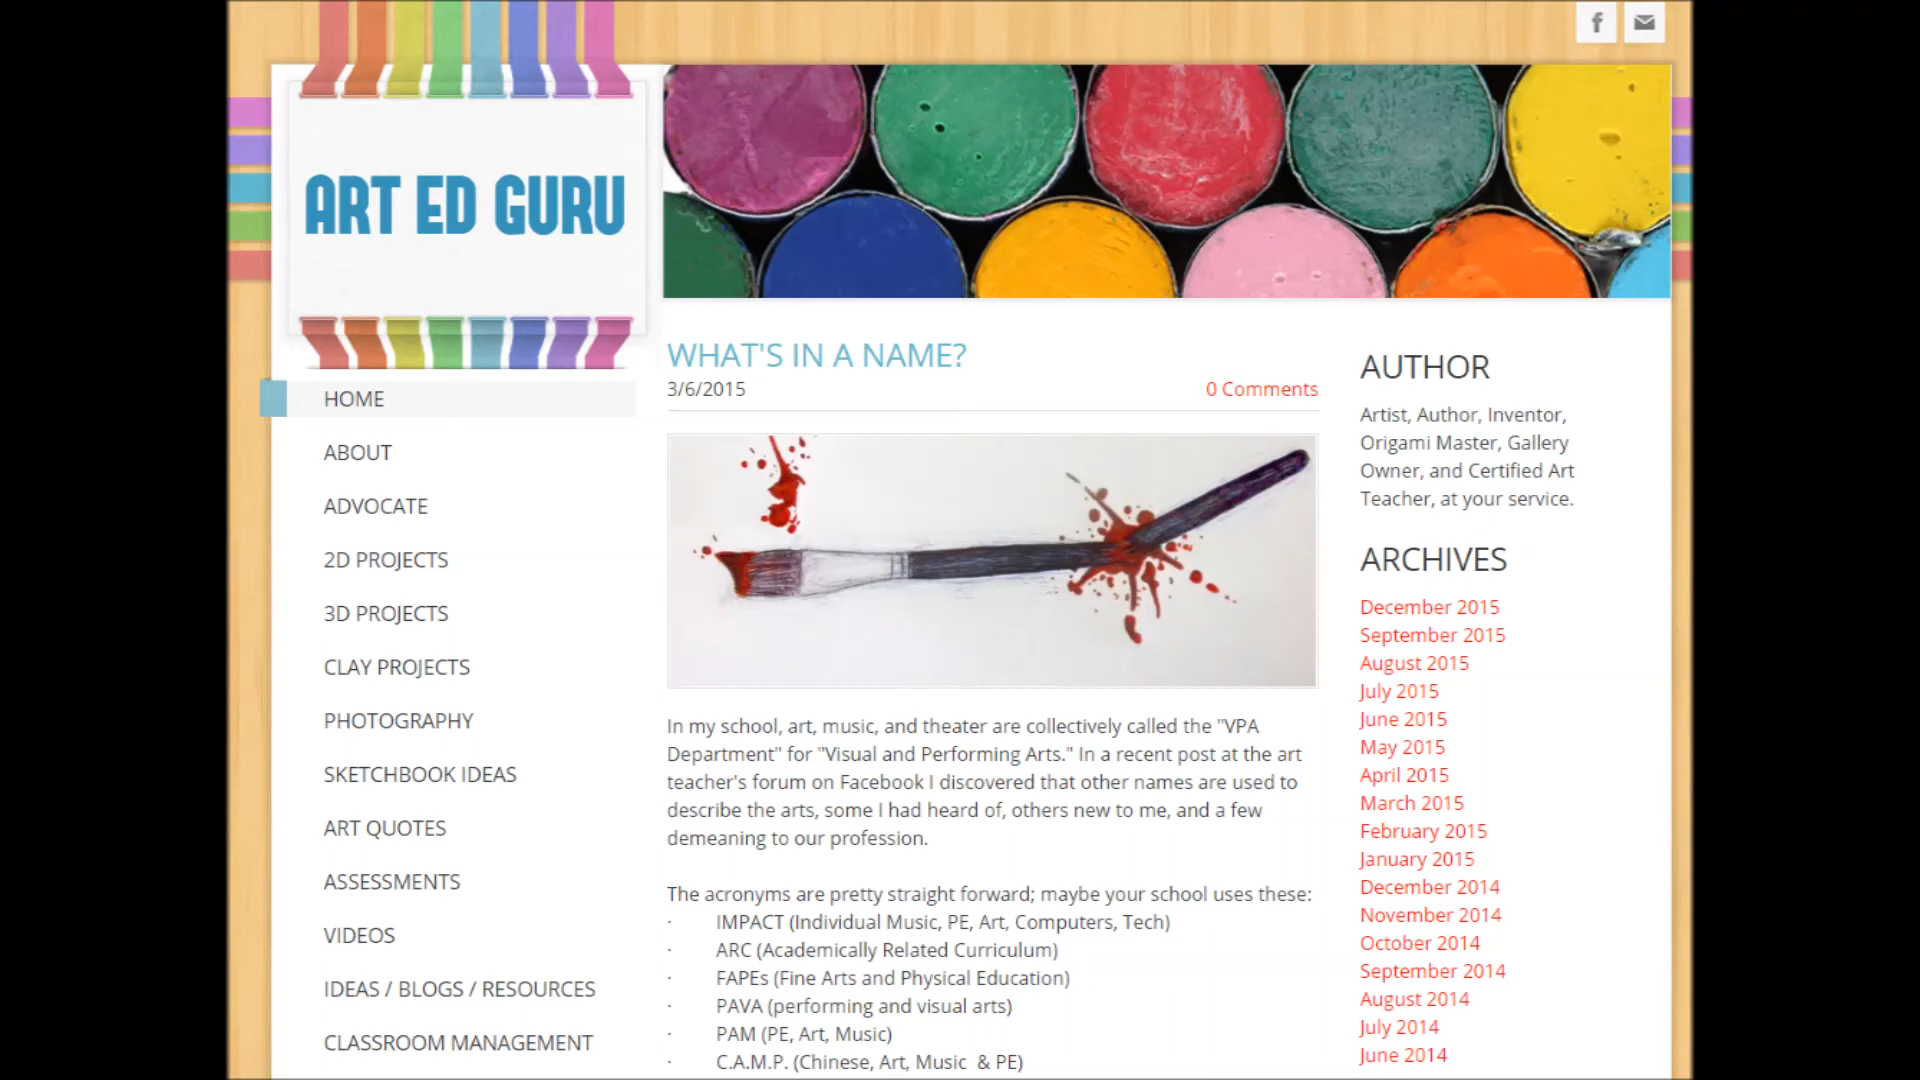 ART ED GURU
HOME
ABOUT
ADVOCATE
2D PROJECTS
3D PROJECTS
CLAY PROJECTS
PHOTOGRAPHY
SKETCHBOOK IDEAS
ART QUOTES
ASSESSMENTS
VIDEOS
IDEAS / BLOGS / RESOURCES
CLASSROOM MANAGEMENT
WHAT'S IN A NAME?
3/6/2015
0 Comments
In my school, art, music, and theater are collectively called the "VPA
Department" for "Visual and Performing Arts." In a recent post at the art
teacher's forum on Facebook I discovered that other names are used to
describe the arts, some I had heard of, others new to me, and a few
demeaning to our profession.
The acronyms are pretty straight forward; maybe your school uses these:
· IMPACT (Individual Music, PE, Art, Computers, Tech)
· ARC (Academically Related Curriculum)
· FAPEs (Fine Arts and Physical Education)
· PAVA (performing and visual arts)
· PAM (PE, Art, Music)
· C.A.M.P. (Chinese, Art, Music & PE)
AUTHOR
Artist, Author, Inventor,
Origami Master, Gallery
Owner, and Certified Art
Teacher, at your service.
ARCHIVES
December 2015
September 2015
August 2015
July 2015
June 2015
May 2015
April 2015
March 2015
February 2015
January 2015
December 2014
November 2014
October 2014
September 2014
August 2014
July 2014
June 2014